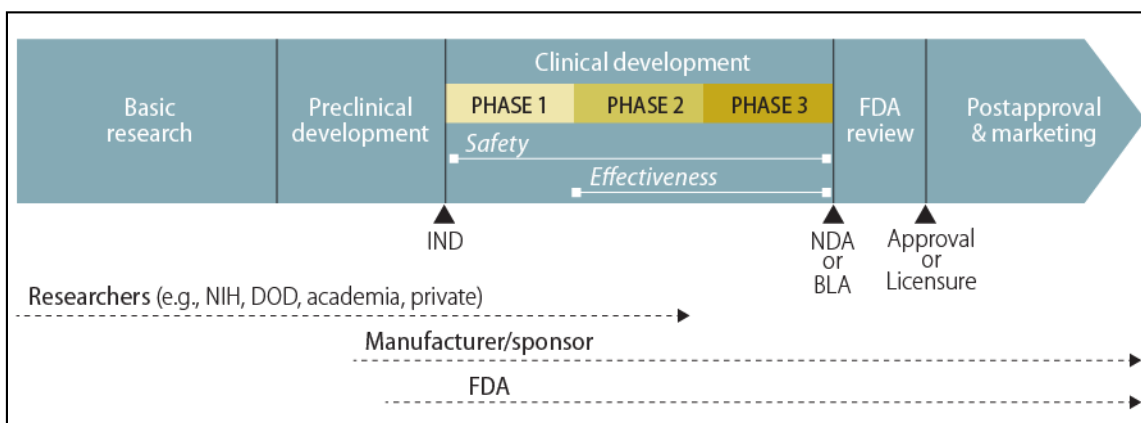 Basic
research
Preclinical
development
Clinical development
PHASE 1
PHASE 2
PHASE 3
Safety
Effectiveness
FDA
review
Postapproval
& marketing
IND
NDA
or
BLA
Approval
or
Licensure
Researchers (e.g., NIH, DOD, academia, private)
Manufacturer/sponsor
FDA